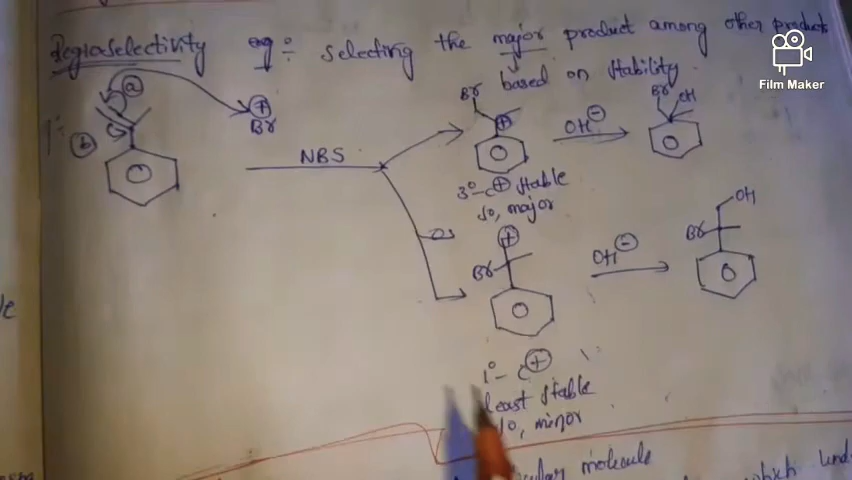 Regioselectivity eg ÷ selecting the major product among other products
based on stability
Film Maker
a
Br
OH
b
⊕
Br
NBS
Br
⊕
OH⊖
3°-C⊕ stable
so, major
⊕
Br
OH⊖
OH
Br
1°- C⊕
least stable
so, minor
molecule
which